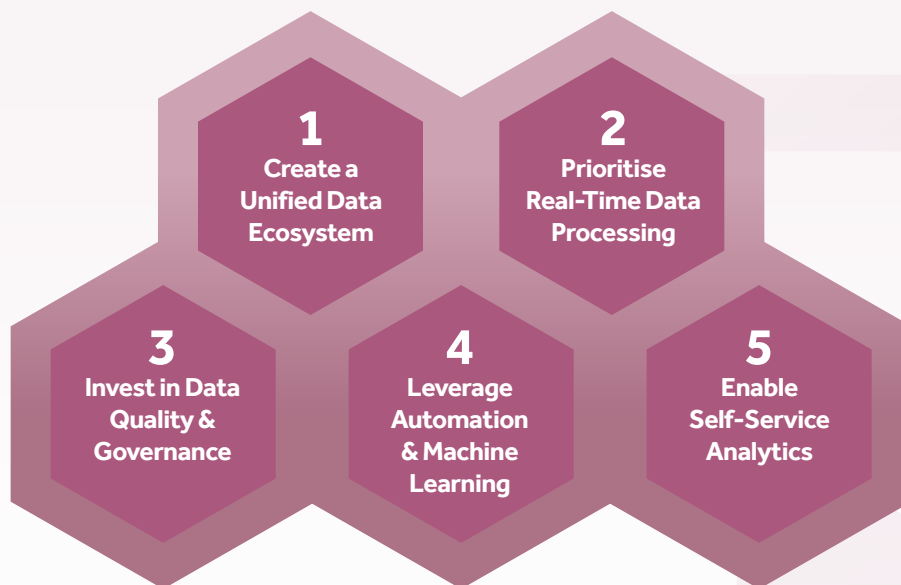 1
Create a
Unified Data
Ecosystem
2
Prioritise
Real-Time Data
Processing
3
Invest in Data
Quality &
Governance
4
Leverage
Automation
& Machine
Learning
5
Enable
Self-Service
Analytics